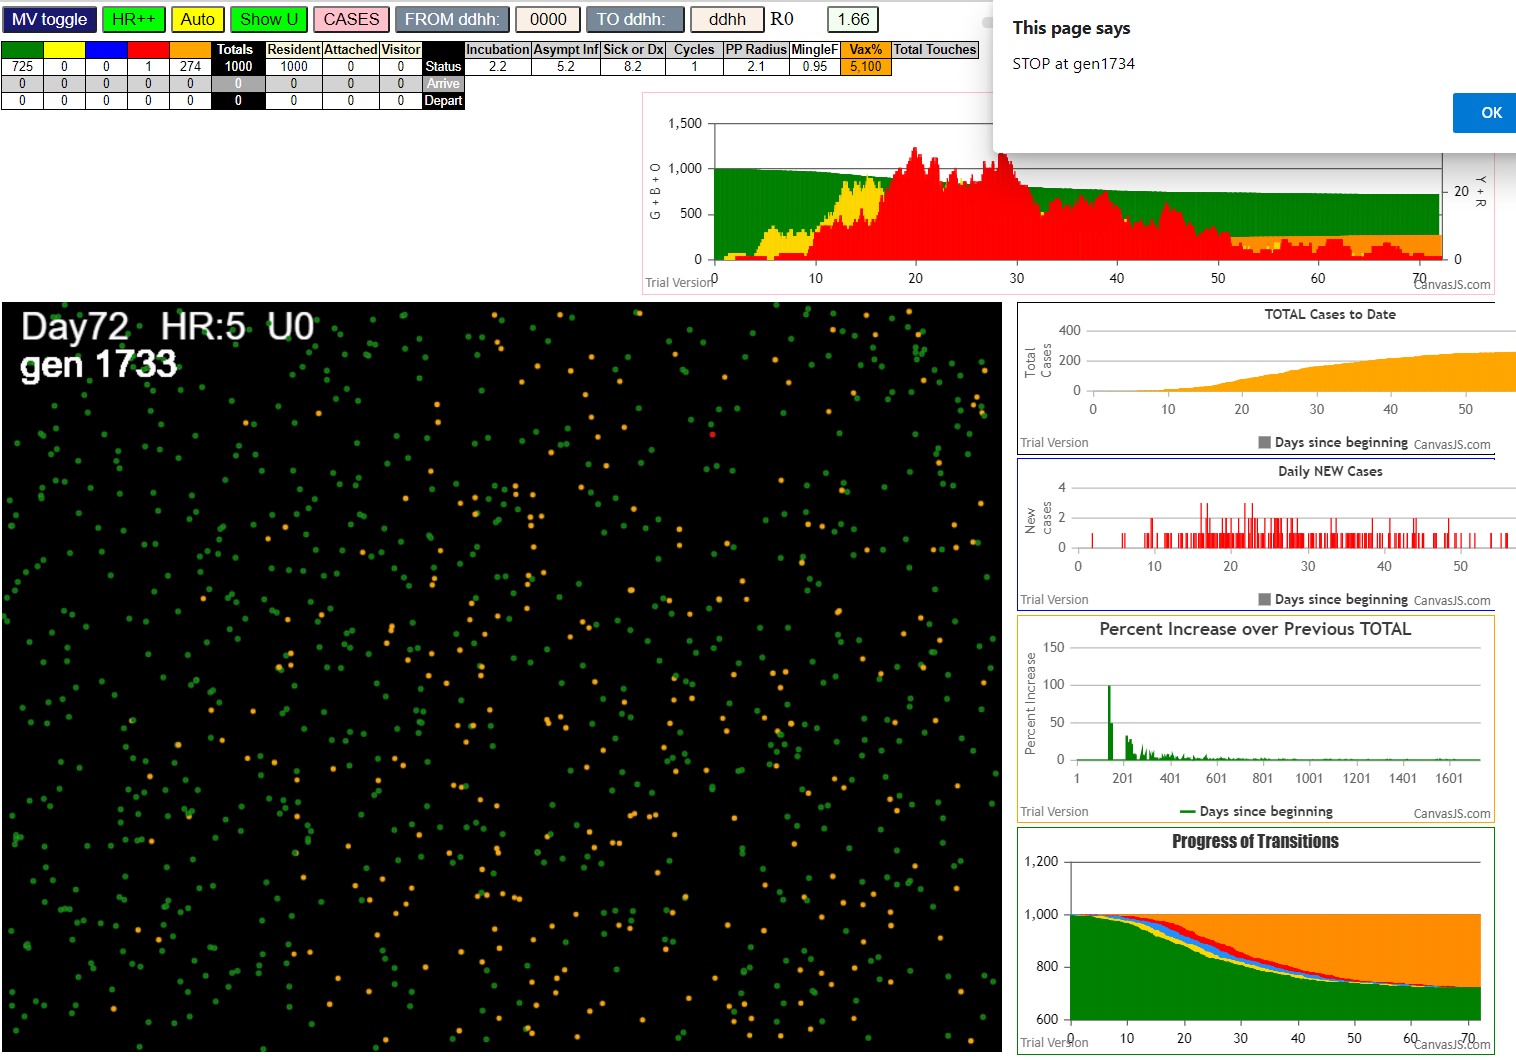 MV toggle HR++ Auto Show U CASES FROM ddhh: 0000 TO ddhh: ddhh R0 1.66
This page says
STOP at gen1734
OK
Totals Resident Attached Visitor Incubation Asympt Inf Sick or Dx Cycles PP Radius MingleF Vax% Total Touches
725 0 0 1 274 1000 1000 0 0 Status 2.2 5.2 8.2 1 2.1 0.95 5,100
0 0 0 0 0 0 0 0 0 Arrive
0 0 0 0 0 0 0 0 0 Depart
1,500
1,000
500
0
G + B + O
20
0
Y + R
0 10 20 30 40 50 60 70
Trial Version CanvasJS.com
Day72 HR:5 U0
gen 1733
TOTAL Cases to Date
400
200
0
Total
Cases
0 10 20 30 40 50
Days since beginning
Trial Version CanvasJS.com
Daily NEW Cases
4
2
0
New
cases
0 10 20 30 40 50
Days since beginning
Trial Version CanvasJS.com
Percent Increase over Previous TOTAL
150
100
50
0
Percent Increase
1 201 401 601 801 1001 1201 1401 1601
Days since beginning
Trial Version CanvasJS.com
Progress of Transitions
1,200
1,000
800
600
0 10 20 30 40 50 60 70
Trial Version CanvasJS.com